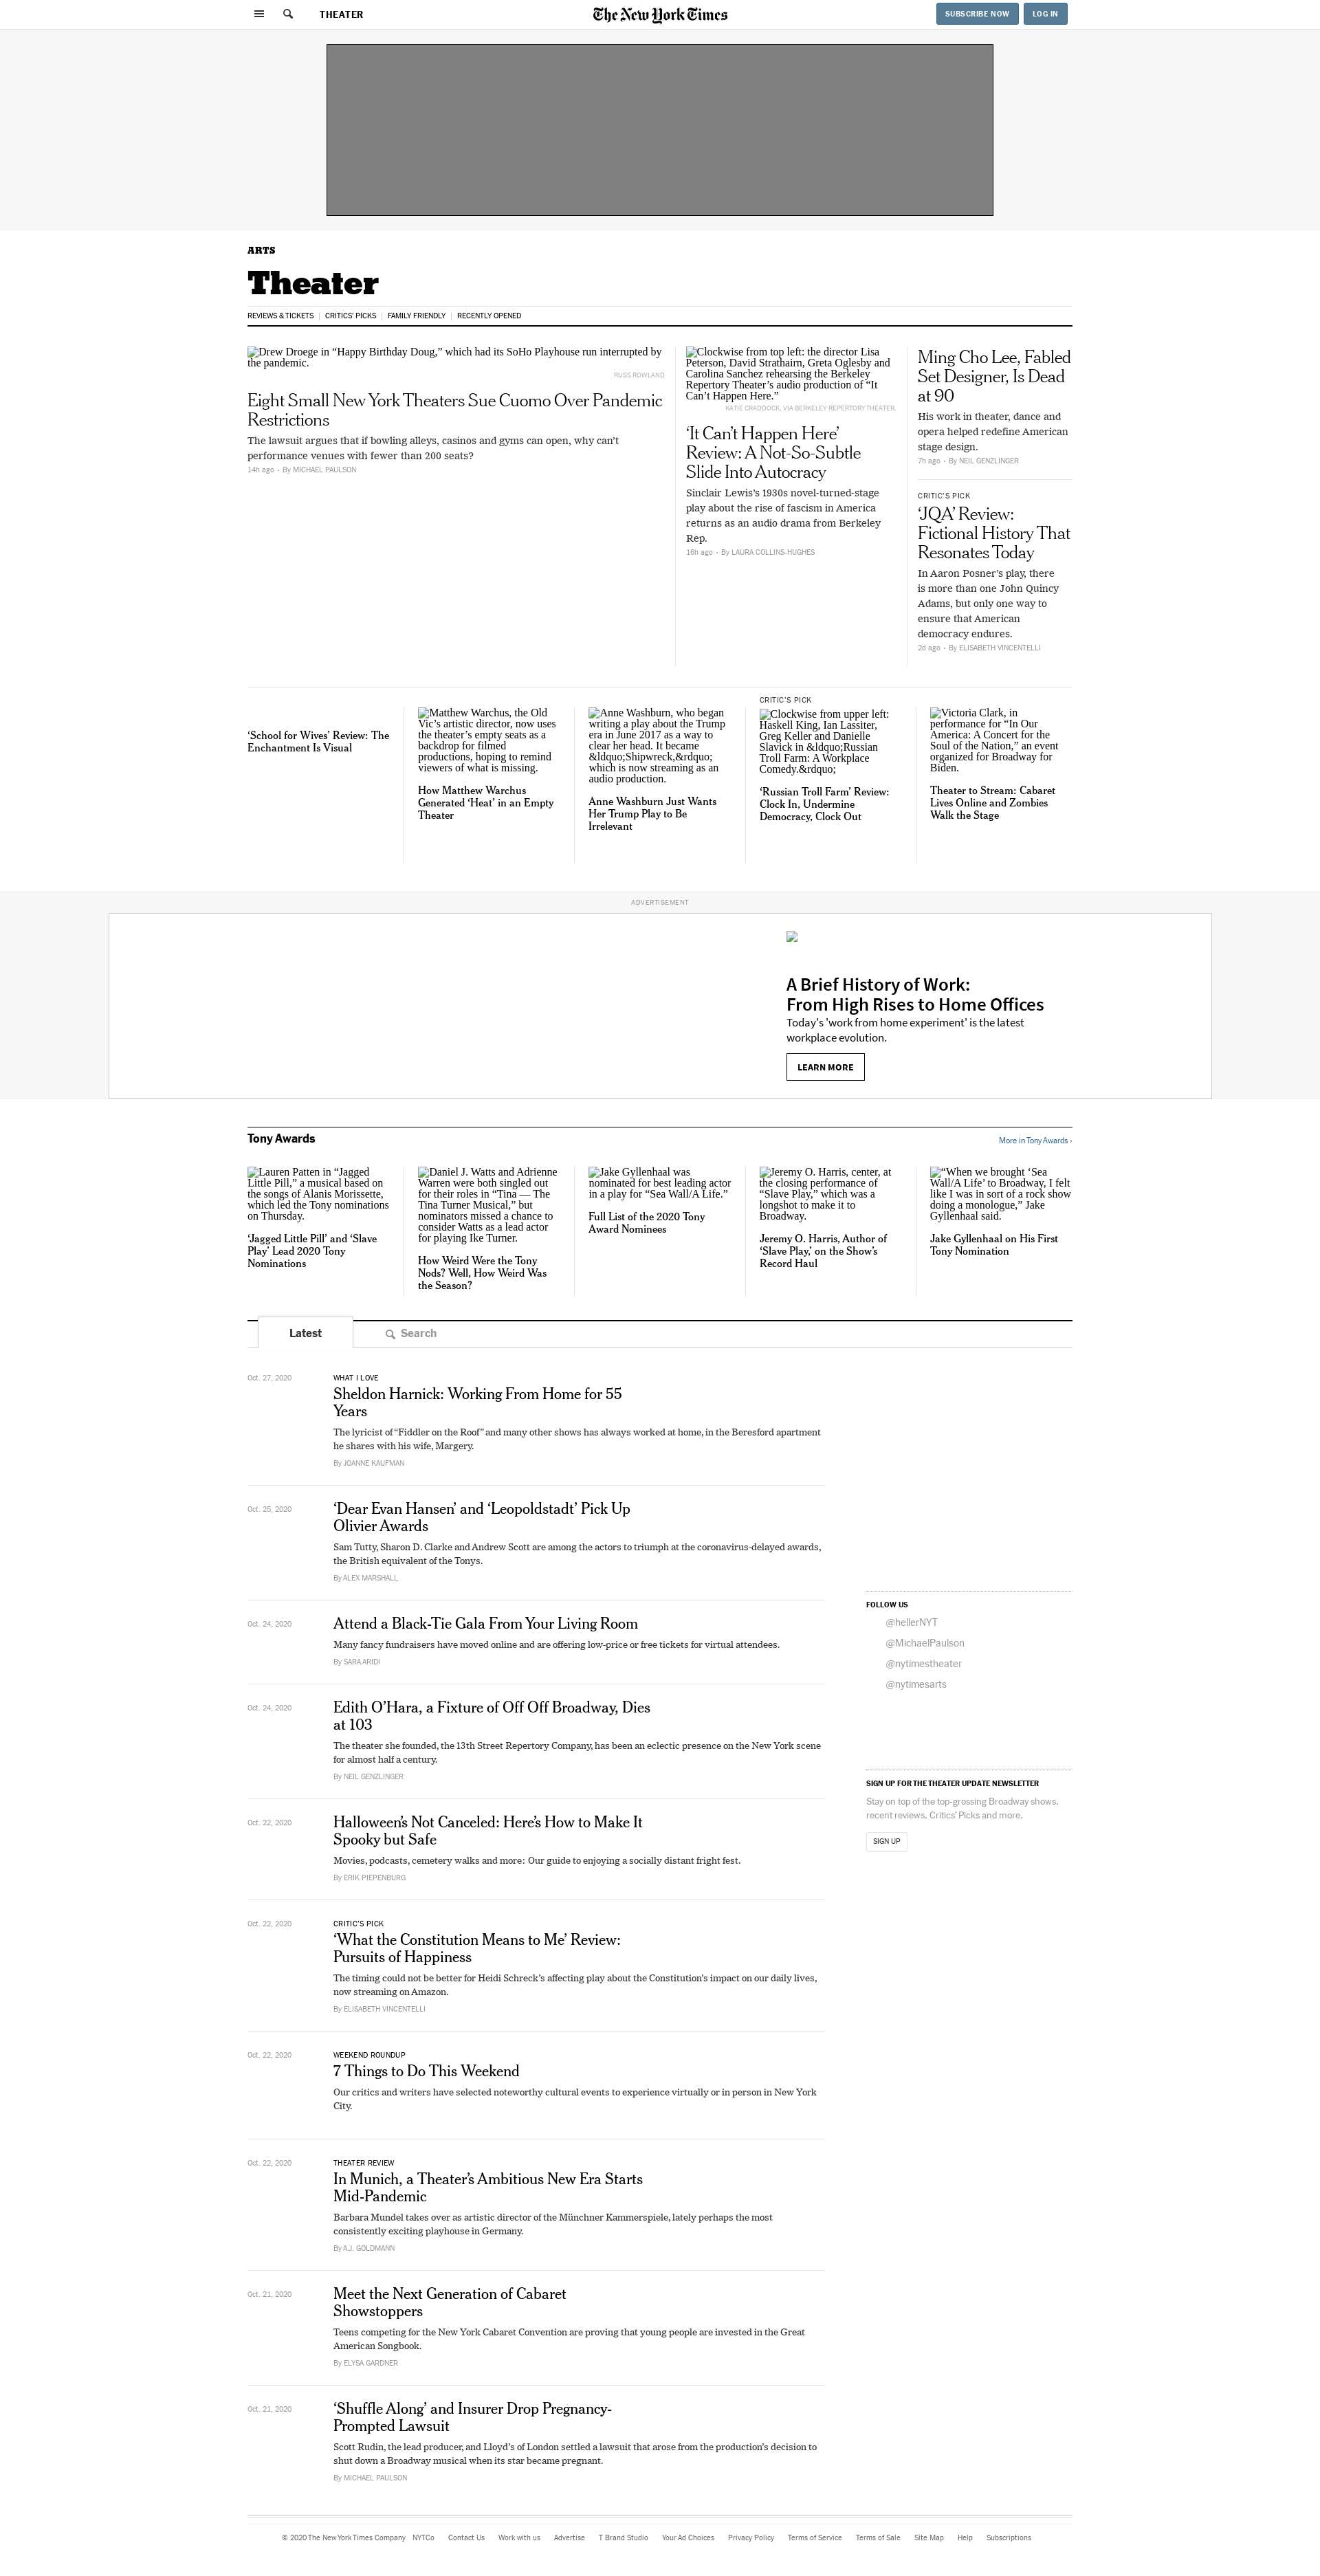 THEATER
The New York Times
SUBSCRIBE NOW
LOG IN
ARTS
Theater
REVIEWS & TICKETS | CRITICS' PICKS | FAMILY FRIENDLY | RECENTLY OPENED
Drew Droege in “Happy Birthday Doug,” which had its SoHo Playhouse run interrupted by
the pandemic.
RUSS ROWLAND
Eight Small New York Theaters Sue Cuomo Over Pandemic
Restrictions
The lawsuit argues that if bowling alleys, casinos and gyms can open, why can’t
performance venues with fewer than 200 seats?
14h ago • By MICHAEL PAULSON
Clockwise from top left: the director Lisa
Peterson, David Strathairn, Greta Oglesby and
Carolina Sanchez rehearsing the Berkeley
Repertory Theater’s audio production of “It
Can’t Happen Here.”
KATIE CRADDOCK, VIA BERKELEY REPERTORY THEATER.
‘It Can’t Happen Here’
Review: A Not-So-Subtle
Slide Into Autocracy
Sinclair Lewis’s 1930s novel-turned-stage
play about the rise of fascism in America
returns as an audio drama from Berkeley
Rep.
16h ago • By LAURA COLLINS-HUGHES
Ming Cho Lee, Fabled
Set Designer, Is Dead
at 90
His work in theater, dance and
opera helped redefine American
stage design.
7h ago • By NEIL GENZLINGER
CRITIC’S PICK
‘JQA’ Review:
Fictional History That
Resonates Today
In Aaron Posner’s play, there
is more than one John Quincy
Adams, but only one way to
ensure that American
democracy endures.
2d ago • By ELISABETH VINCENTELLI
‘School for Wives’ Review: The
Enchantment Is Visual
Matthew Warchus, the Old
Vic’s artistic director, now uses
the theater’s empty seats as a
backdrop for filmed
productions, hoping to remind
viewers of what is missing.
How Matthew Warchus
Generated ‘Heat’ in an Empty
Theater
Anne Washburn, who began
writing a play about the Trump
era in June 2017 as a way to
clear her head. It became
&ldquo;Shipwreck,&rdquo;
which is now streaming as an
audio production.
Anne Washburn Just Wants
Her Trump Play to Be
Irrelevant
CRITIC’S PICK
Clockwise from upper left:
Haskell King, Ian Lassiter,
Greg Keller and Danielle
Slavick in &ldquo;Russian
Troll Farm: A Workplace
Comedy.&rdquo;
‘Russian Troll Farm’ Review:
Clock In, Undermine
Democracy, Clock Out
Victoria Clark, in
performance for “In Our
America: A Concert for the
Soul of the Nation,” an event
organized for Broadway for
Biden.
Theater to Stream: Cabaret
Lives Online and Zombies
Walk the Stage
ADVERTISEMENT
A Brief History of Work:
From High Rises to Home Offices
Today's 'work from home experiment' is the latest
workplace evolution.
LEARN MORE
Tony Awards
More in Tony Awards ›
Lauren Patten in “Jagged
Little Pill,” a musical based on
the songs of Alanis Morissette,
which led the Tony nominations
on Thursday.
‘Jagged Little Pill’ and ‘Slave
Play’ Lead 2020 Tony
Nominations
Daniel J. Watts and Adrienne
Warren were both singled out
for their roles in “Tina — The
Tina Turner Musical,” but
nominators missed a chance to
consider Watts as a lead actor
for playing Ike Turner.
How Weird Were the Tony
Nods? Well, How Weird Was
the Season?
Jake Gyllenhaal was
nominated for best leading actor
in a play for “Sea Wall/A Life.”
Full List of the 2020 Tony
Award Nominees
Jeremy O. Harris, center, at
the closing performance of
“Slave Play,” which was a
longshot to make it to
Broadway.
Jeremy O. Harris, Author of
‘Slave Play,’ on the Show’s
Record Haul
“When we brought ‘Sea
Wall/A Life’ to Broadway, I felt
like I was in sort of a rock show
doing a monologue,” Jake
Gyllenhaal said.
Jake Gyllenhaal on His First
Tony Nomination
Latest
Search
Oct. 27, 2020
WHAT I LOVE
Sheldon Harnick: Working From Home for 55
Years
The lyricist of “Fiddler on the Roof” and many other shows has always worked at home, in the Beresford apartment
he shares with his wife, Margery.
By JOANNE KAUFMAN
Oct. 25, 2020
‘Dear Evan Hansen’ and ‘Leopoldstadt’ Pick Up
Olivier Awards
Sam Tutty, Sharon D. Clarke and Andrew Scott are among the actors to triumph at the coronavirus-delayed awards,
the British equivalent of the Tonys.
By ALEX MARSHALL
Oct. 24, 2020
Attend a Black-Tie Gala From Your Living Room
Many fancy fundraisers have moved online and are offering low-price or free tickets for virtual attendees.
By SARA ARIDI
Oct. 24, 2020
Edith O’Hara, a Fixture of Off Off Broadway, Dies
at 103
The theater she founded, the 13th Street Repertory Company, has been an eclectic presence on the New York scene
for almost half a century.
By NEIL GENZLINGER
Oct. 22, 2020
Halloween’s Not Canceled: Here’s How to Make It
Spooky but Safe
Movies, podcasts, cemetery walks and more: Our guide to enjoying a socially distant fright fest.
By ERIK PIEPENBURG
Oct. 22, 2020
CRITIC’S PICK
‘What the Constitution Means to Me’ Review:
Pursuits of Happiness
The timing could not be better for Heidi Schreck’s affecting play about the Constitution’s impact on our daily lives,
now streaming on Amazon.
By ELISABETH VINCENTELLI
Oct. 22, 2020
WEEKEND ROUNDUP
7 Things to Do This Weekend
Our critics and writers have selected noteworthy cultural events to experience virtually or in person in New York
City.
Oct. 22, 2020
THEATER REVIEW
In Munich, a Theater’s Ambitious New Era Starts
Mid-Pandemic
Barbara Mundel takes over as artistic director of the Münchner Kammerspiele, lately perhaps the most
consistently exciting playhouse in Germany.
By A.J. GOLDMANN
Oct. 21, 2020
Meet the Next Generation of Cabaret
Showstoppers
Teens competing for the New York Cabaret Convention are proving that young people are invested in the Great
American Songbook.
By ELYSA GARDNER
Oct. 21, 2020
‘Shuffle Along’ and Insurer Drop Pregnancy-
Prompted Lawsuit
Scott Rudin, the lead producer, and Lloyd’s of London settled a lawsuit that arose from the production’s decision to
shut down a Broadway musical when its star became pregnant.
By MICHAEL PAULSON
FOLLOW US
@hellerNYT
@MichaelPaulson
@nytimestheater
@nytimesarts
SIGN UP FOR THE THEATER UPDATE NEWSLETTER
Stay on top of the top-grossing Broadway shows,
recent reviews, Critics’ Picks and more.
SIGN UP
© 2020 The New York Times Company NYTCo Contact Us Work with us Advertise T Brand Studio Your Ad Choices Privacy Policy Terms of Service Terms of Sale Site Map Help Subscriptions